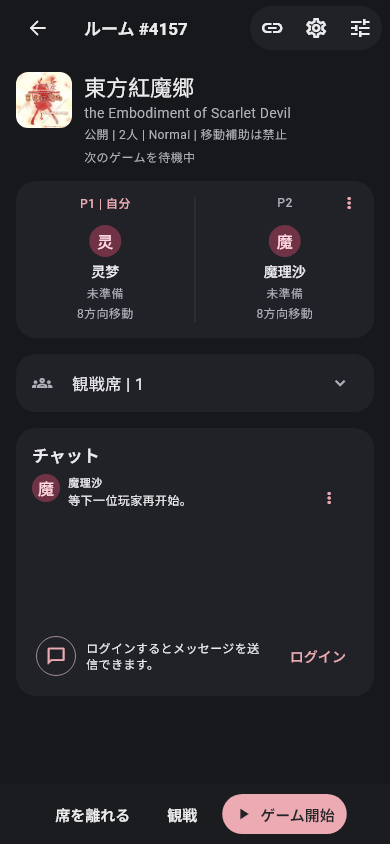 ルーム #4157
東方紅魔郷
the Embodiment of Scarlet Devil
公開 | 2人 | Normal | 移動補助は禁止
次のゲームを待機中
P1 | 自分
P2
灵
魔
灵梦
魔理沙
未準備
未準備
8方向移動
8方向移動
観戦席 | 1
チャット
魔
魔理沙
等下一位玩家再开始。
ログインするとメッセージを送
信できます。
ログイン
席を離れる
観戦
ゲーム開始